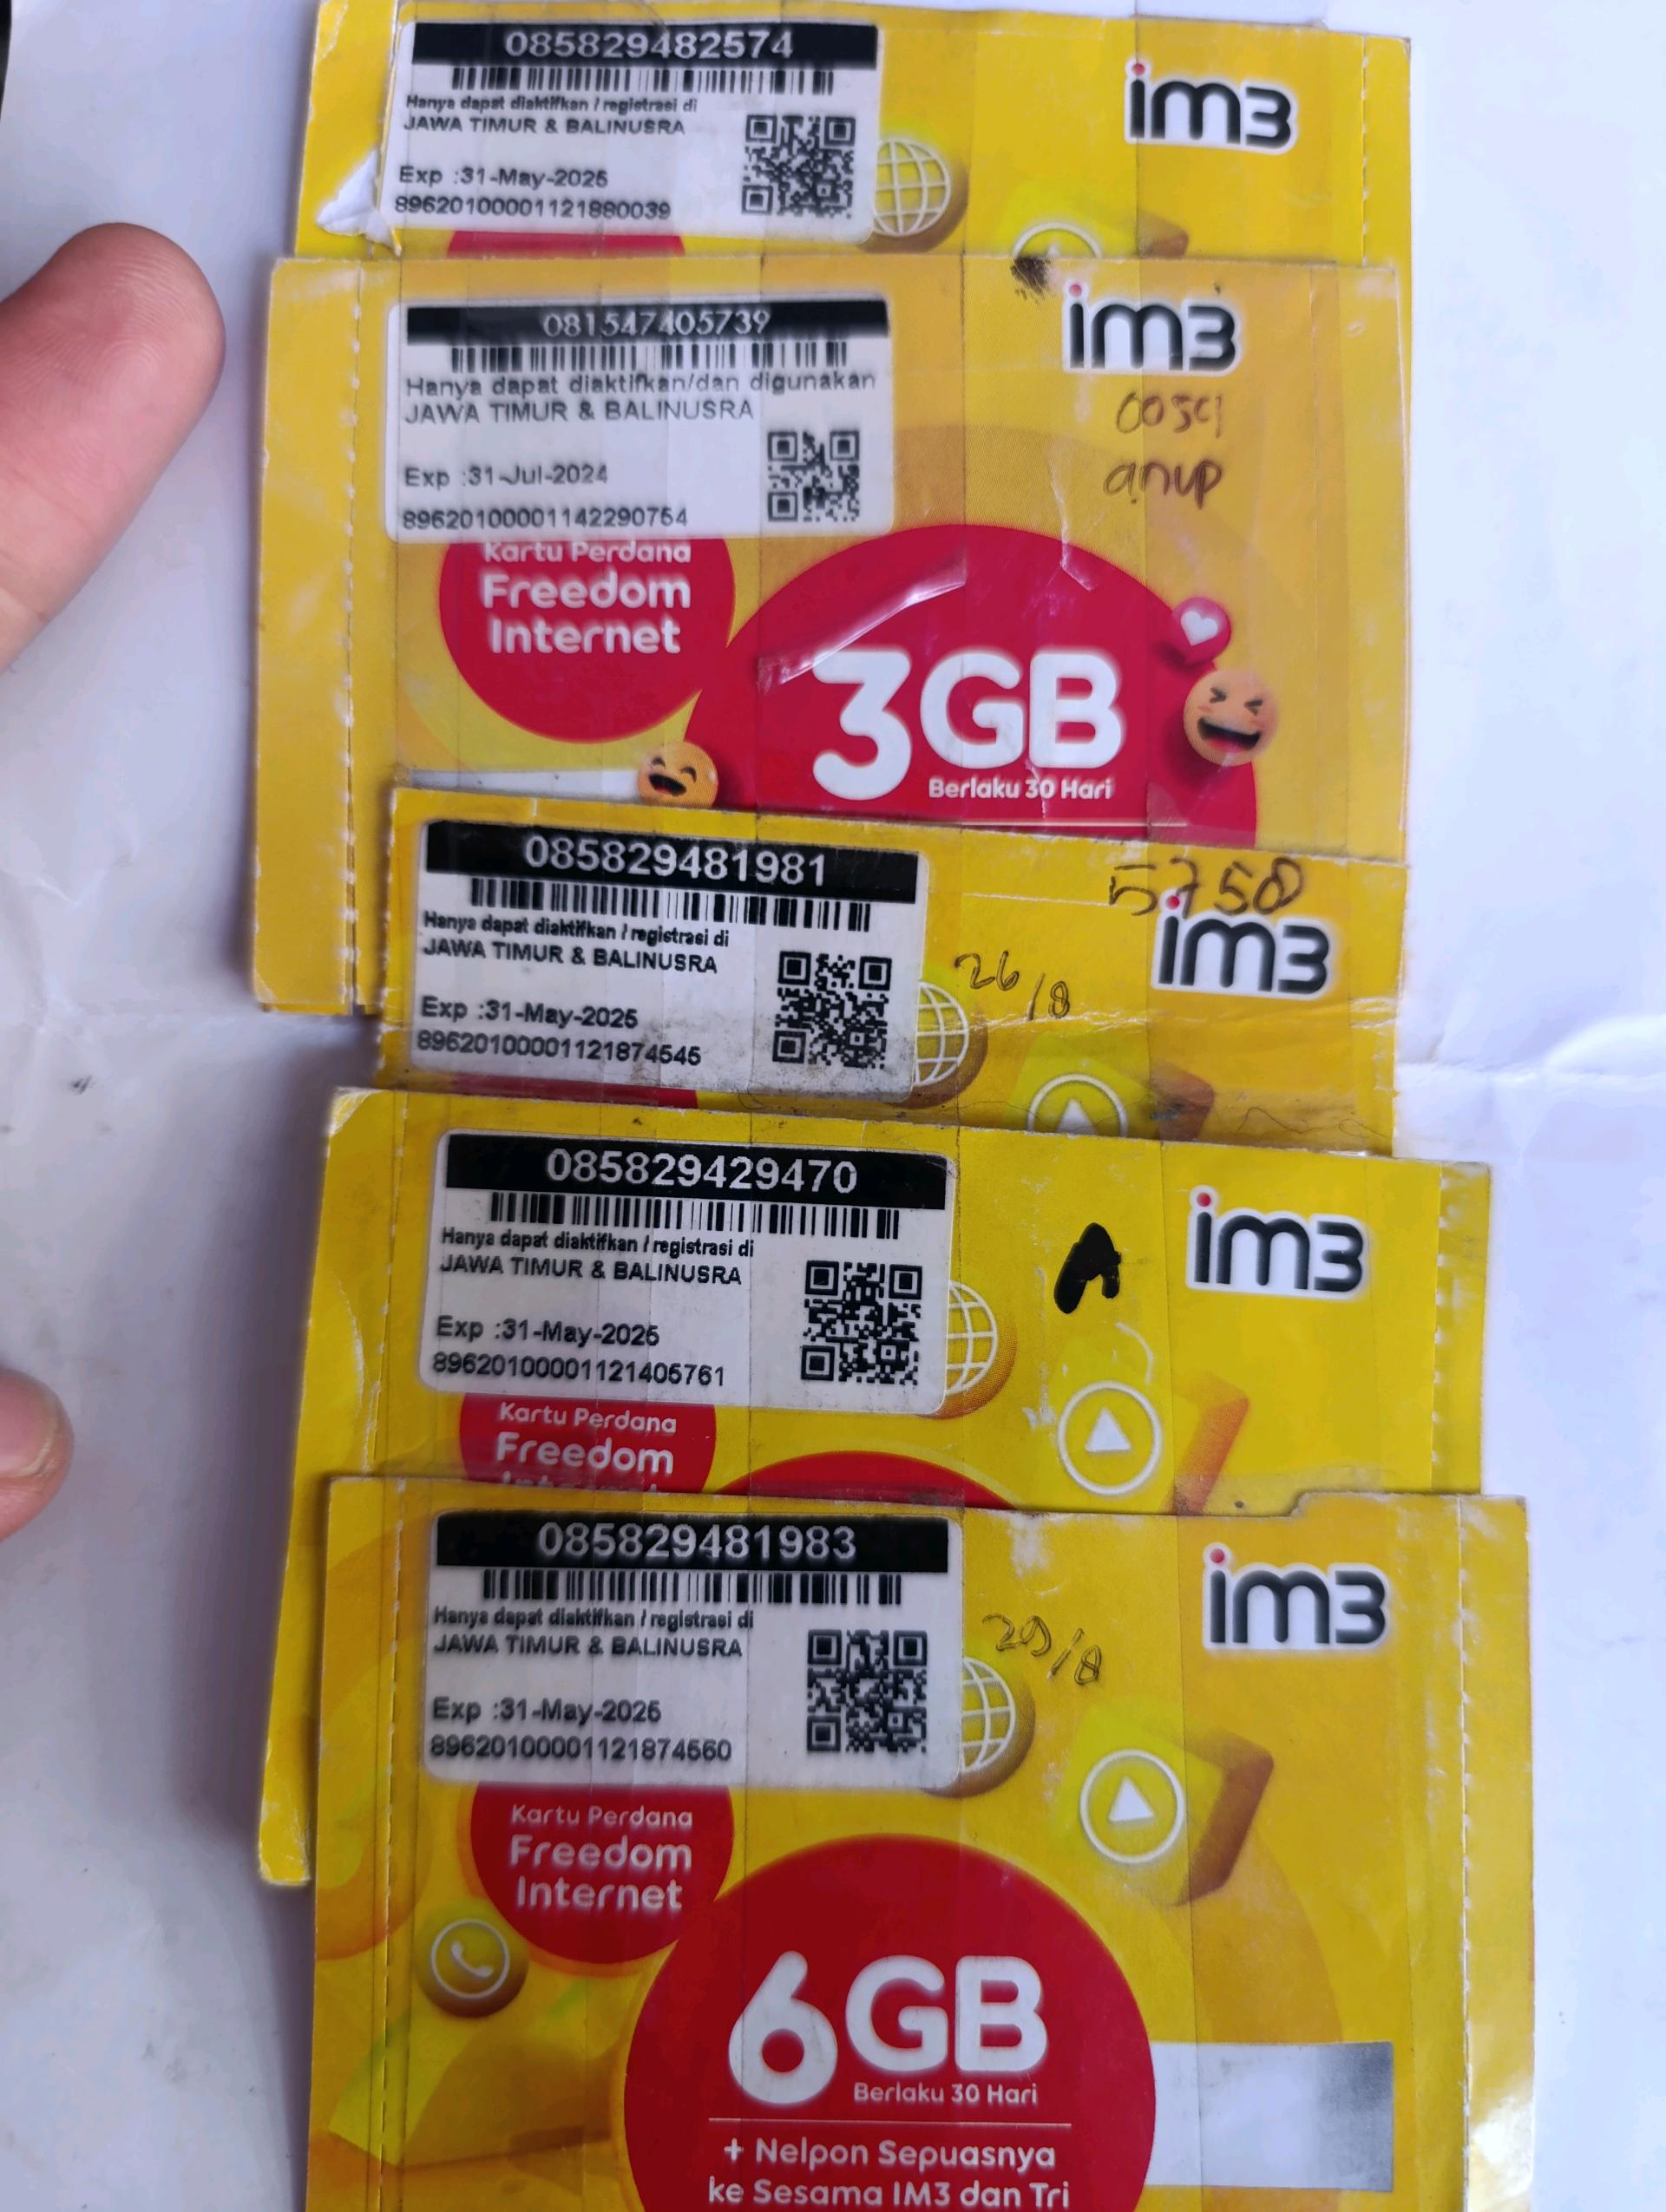 085829482574
im3
Hanya dapat diaktifkan / registrasi di
JAWA TIMUR & BALINUSRA
Exp :31-May-2025
89620100001121880039
081547405739
im3
Hanya dapat diaktifkan/dan digunakan
JAWA TIMUR & BALINUSRA
anup
Exp :31-Jul-2024
89620100001142290754
Kartu Perdana
Freedom
Internet
3GB
Berlaku 30 Hari
085829481981
5758
im3
Hanya dapat diaktifkan / registrasi di
JAWA TIMUR & BALINUSRA
26/8
Exp :31-May-2025
89620100001121874545
085829429470
im3
Hanya dapat diaktifkan / registrasi di
JAWA TIMUR & BALINUSRA
A
Exp :31-May-2025
89620100001121405761
Kartu Perdana
Freedom
085829481983
im3
Hanya dapat diaktifkan / registrasi di
JAWA TIMUR & BALINUSRA
29/8
Exp :31-May-2025
89620100001121874560
Kartu Perdana
Freedom
Internet
6GB
Berlaku 30 Hari
+ Nelpon Sepuasnya
ke Sesama IM3 dan Tri